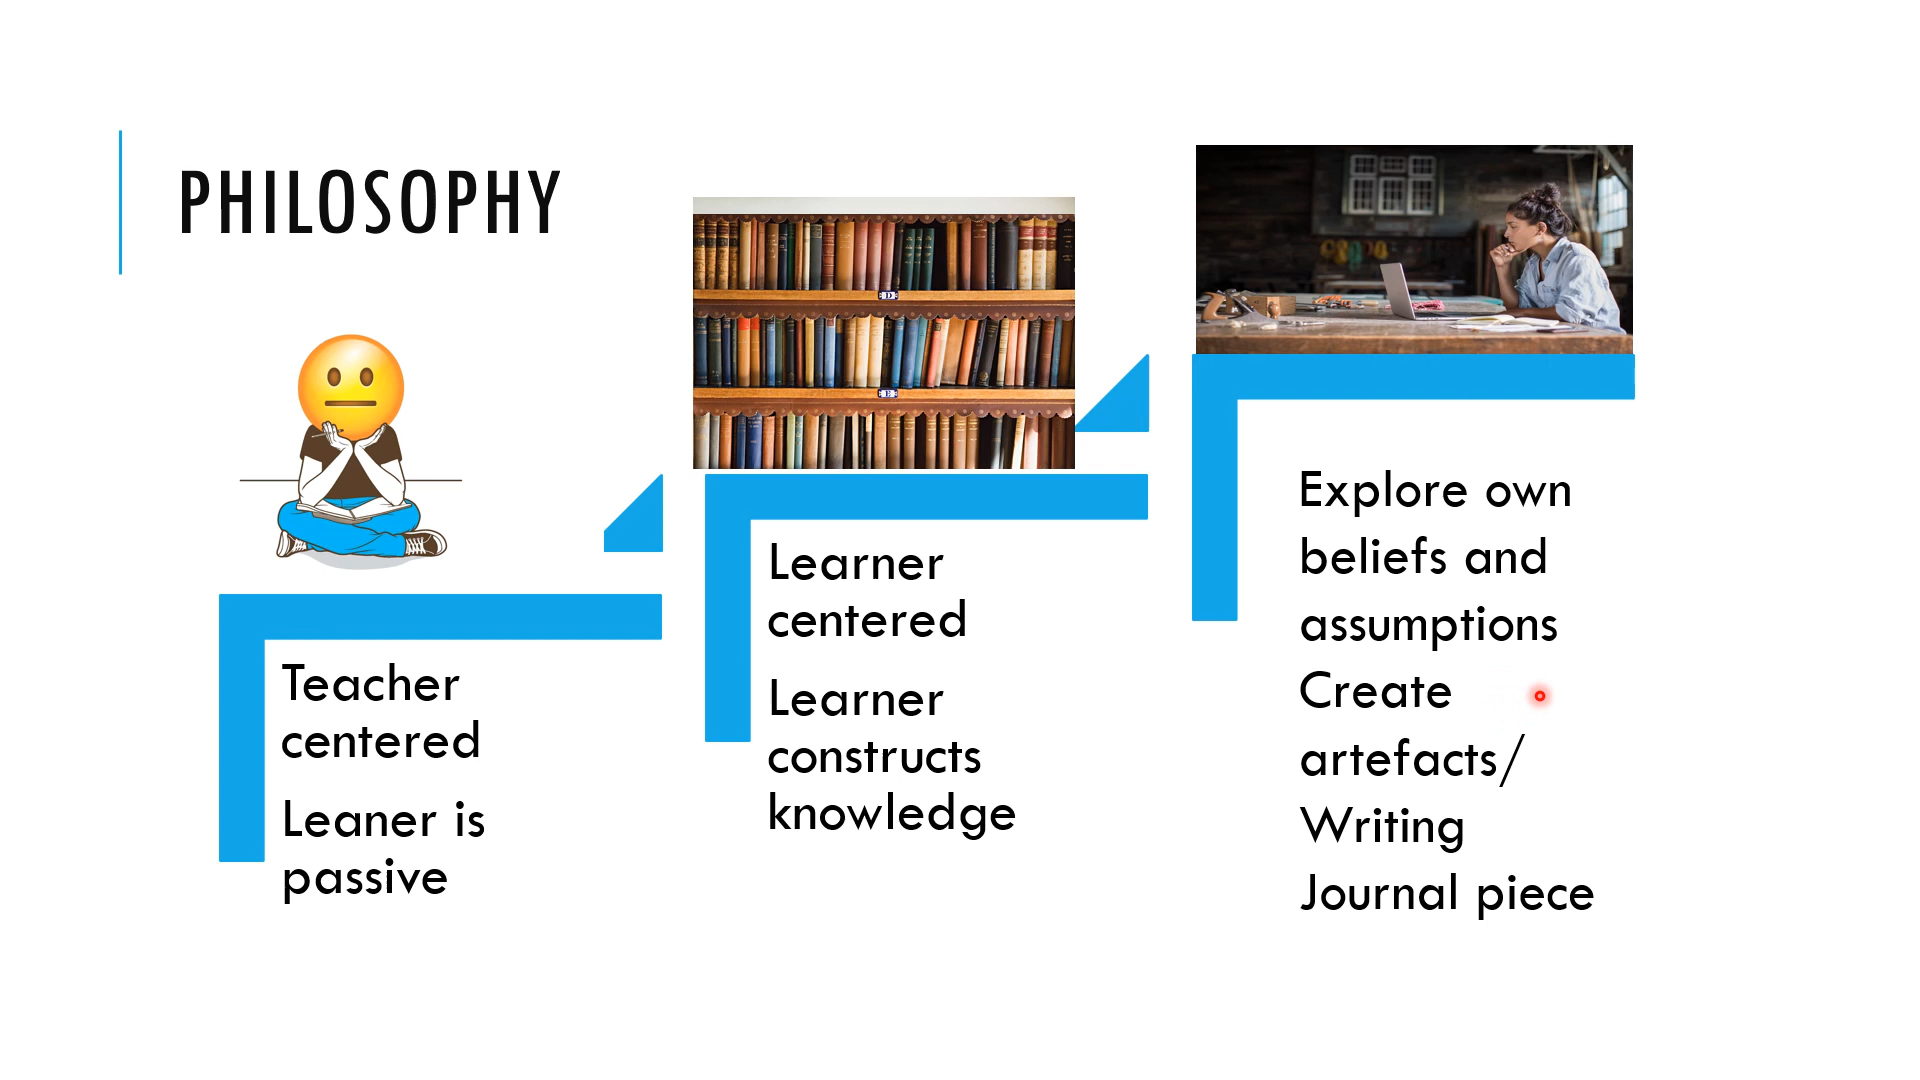 PHILOSOPHY
Teacher
centered
Leaner is
passive
D
E
Learner
centered
Learner
constructs
knowledge
Explore own
beliefs and
assumptions
Create
artefacts/
Writing
Journal piece